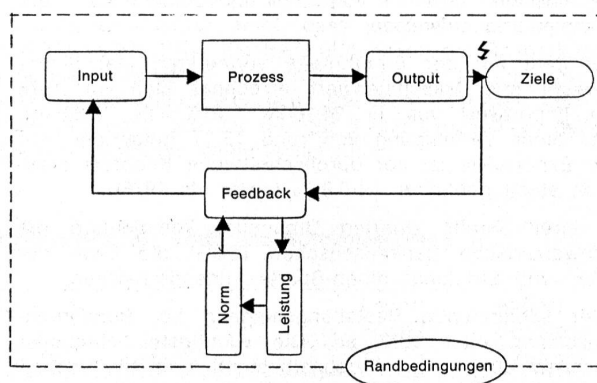 Input
Prozess
Output
Ziele
Feedback
Norm
Leistung
Randbedingungen